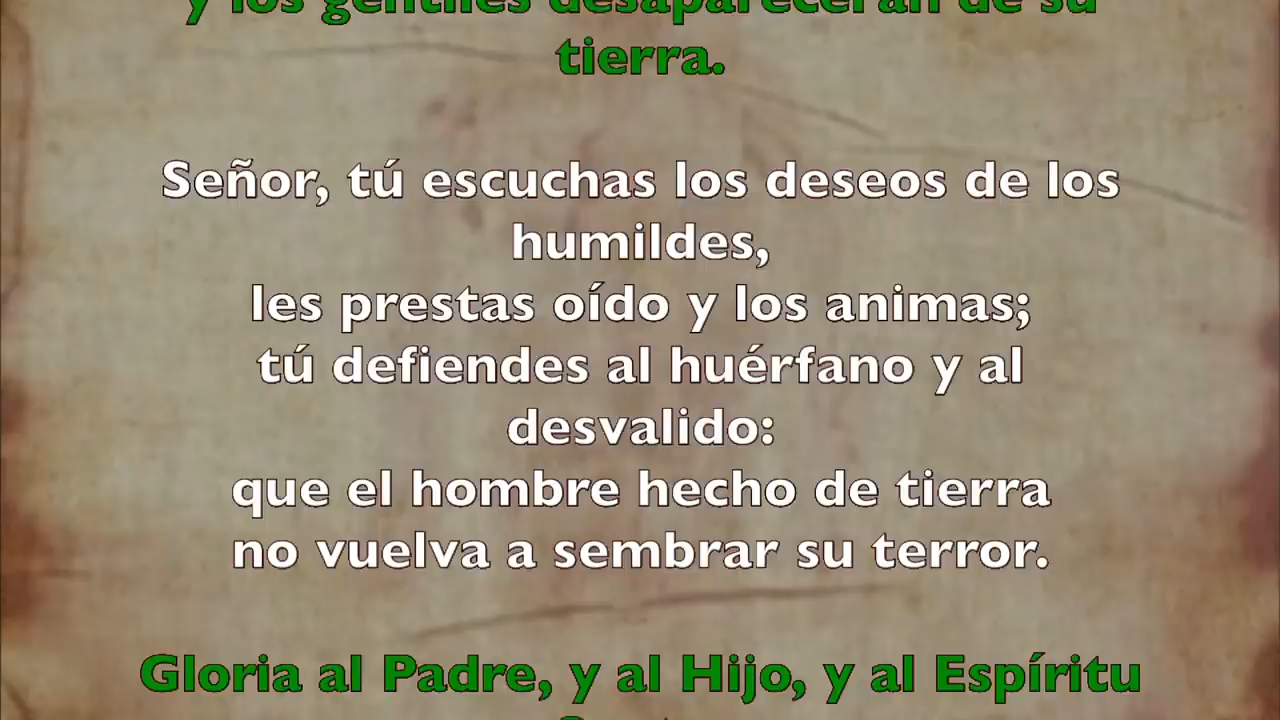 y los gentiles desaparecerán de su
tierra.
Señor, tú escuchas los deseos de los
humildes,
les prestas oído y los animas;
tú defiendes al huérfano y al
desvalido:
que el hombre hecho de tierra
no vuelva a sembrar su terror.
Gloria al Padre, y al Hijo, y al Espíritu